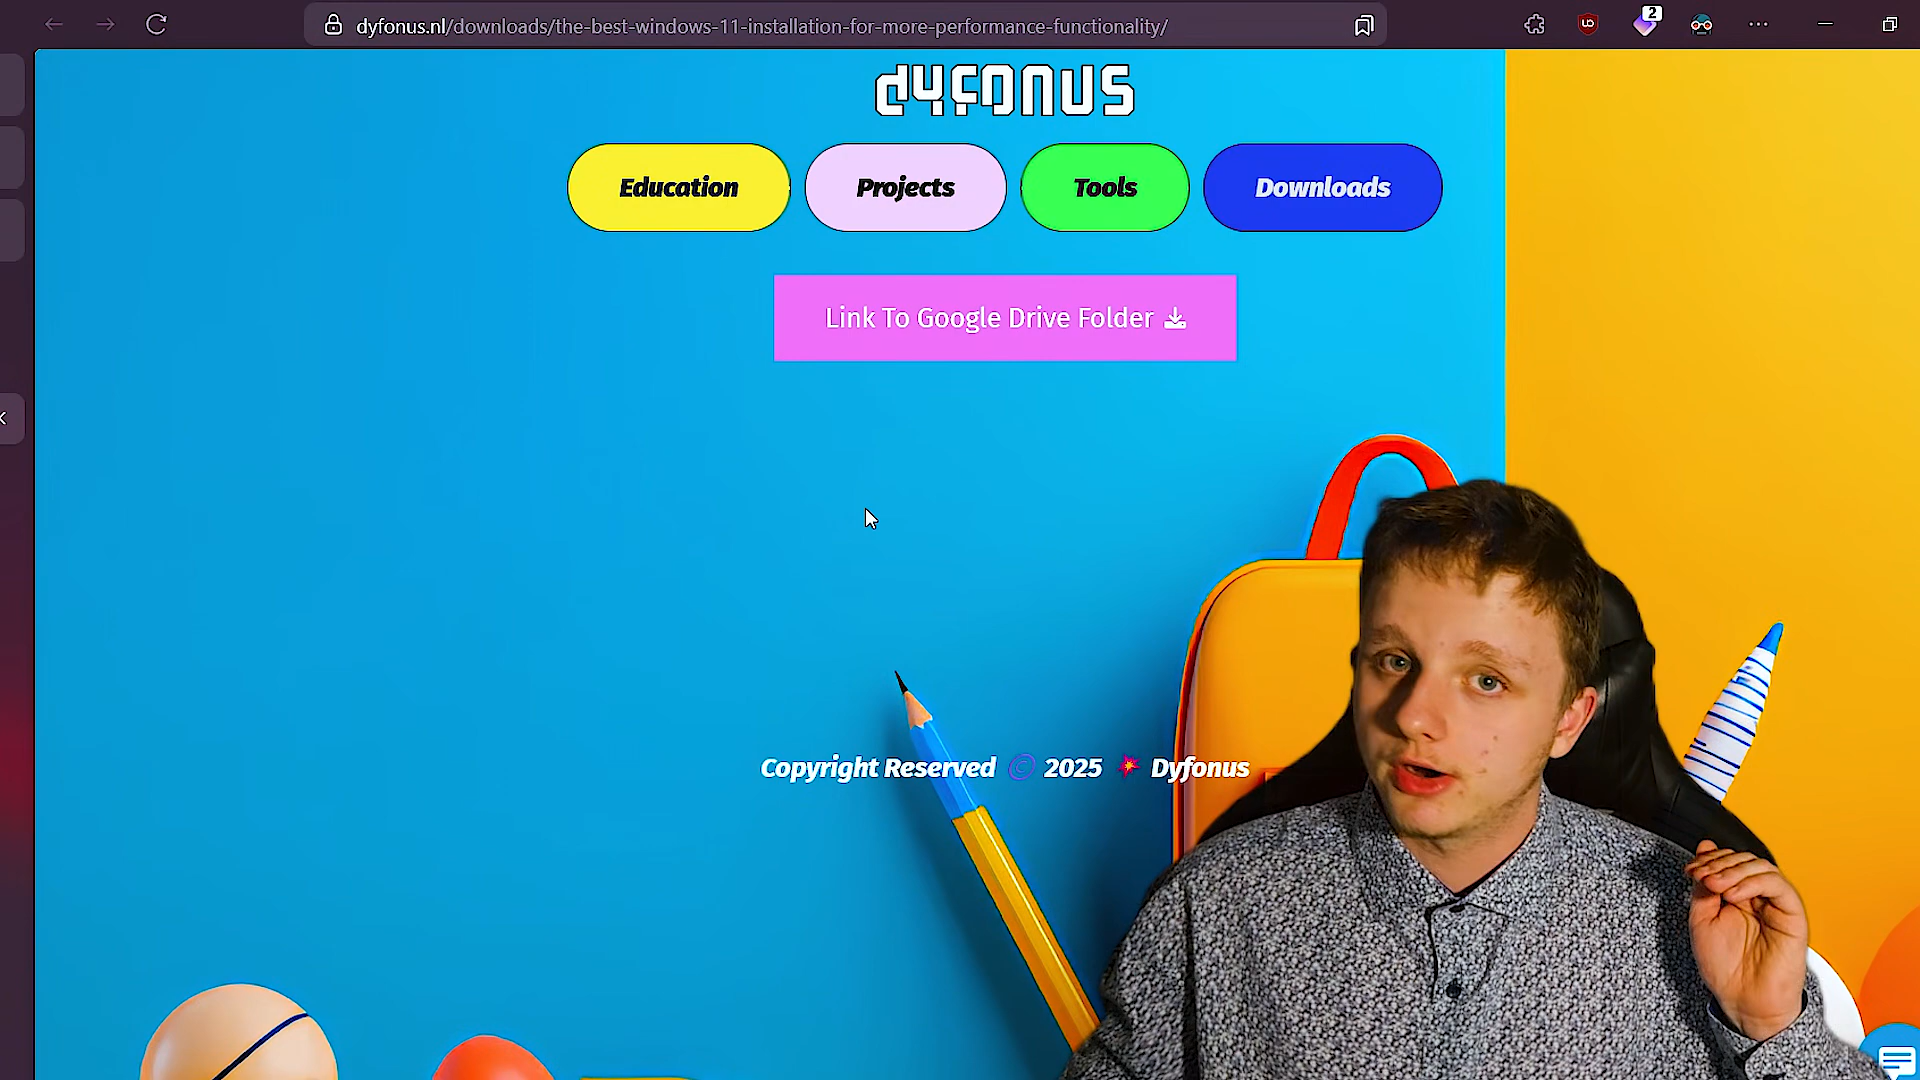 dyfonus.nl/downloads/the-best-windows-11-installation-for-more-performance-functionality/
2
dyfonus
Education
Projects
Tools
Downloads
Link To Google Drive Folder
Copyright Reserved © 2025 Dyfonus